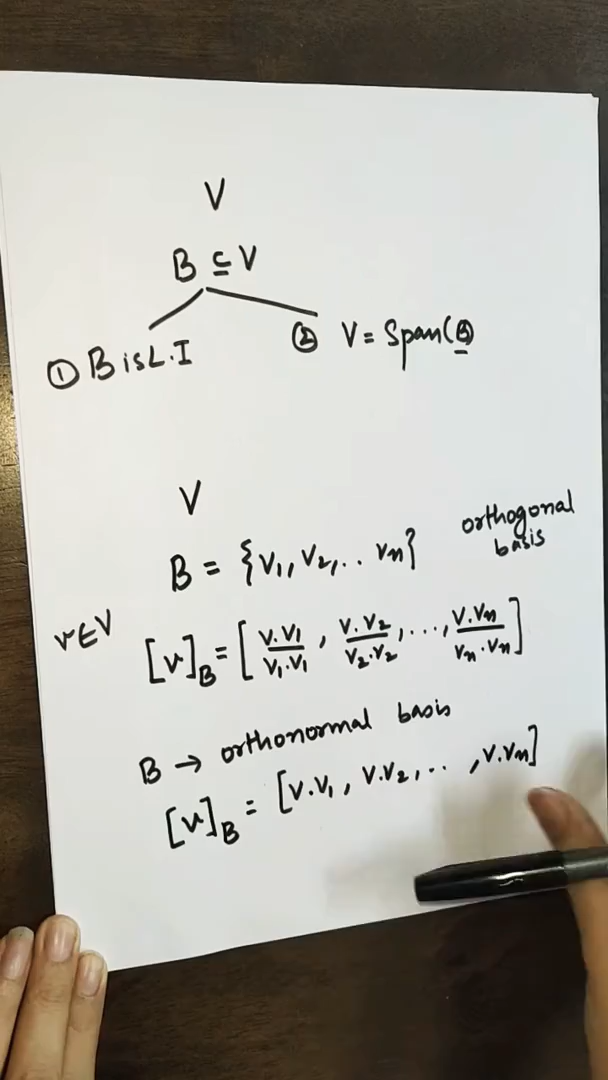 V
B ⊆ V
① B is L.I ② V = Span(B)
V
B = {v₁, v₂, .. vₙ} orthogonal basis
v∈V [v]_B = [v.v₁/v₁.v₁, v.v₂/v₂.v₂, ..., v.vₙ/vₙ.vₙ]
B → orthonormal basis
[v]_B = [v.v₁, v.v₂, .. , v.vₙ]